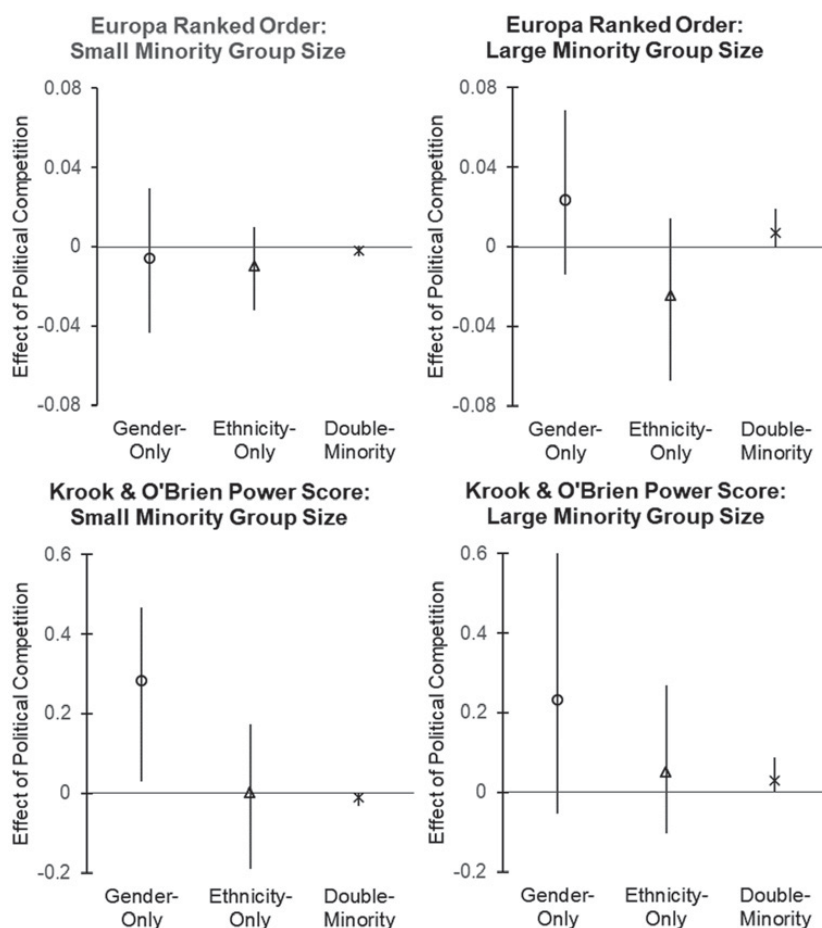 Europa Ranked Order:
Small Minority Group Size
Effect of Political Competition
0.08
0.04
0
-0.04
-0.08
Gender-Only
Ethnicity-Only
Double-Minority
Europa Ranked Order:
Large Minority Group Size
Effect of Political Competition
0.08
0.04
0
-0.04
-0.08
Gender-Only
Ethnicity-Only
Double-Minority
Krook & O'Brien Power Score:
Small Minority Group Size
Effect of Political Competition
0.6
0.4
0.2
0
-0.2
Gender-Only
Ethnicity-Only
Double-Minority
Krook & O'Brien Power Score:
Large Minority Group Size
Effect of Political Competition
0.6
0.4
0.2
0
-0.2
Gender-Only
Ethnicity-Only
Double-Minority